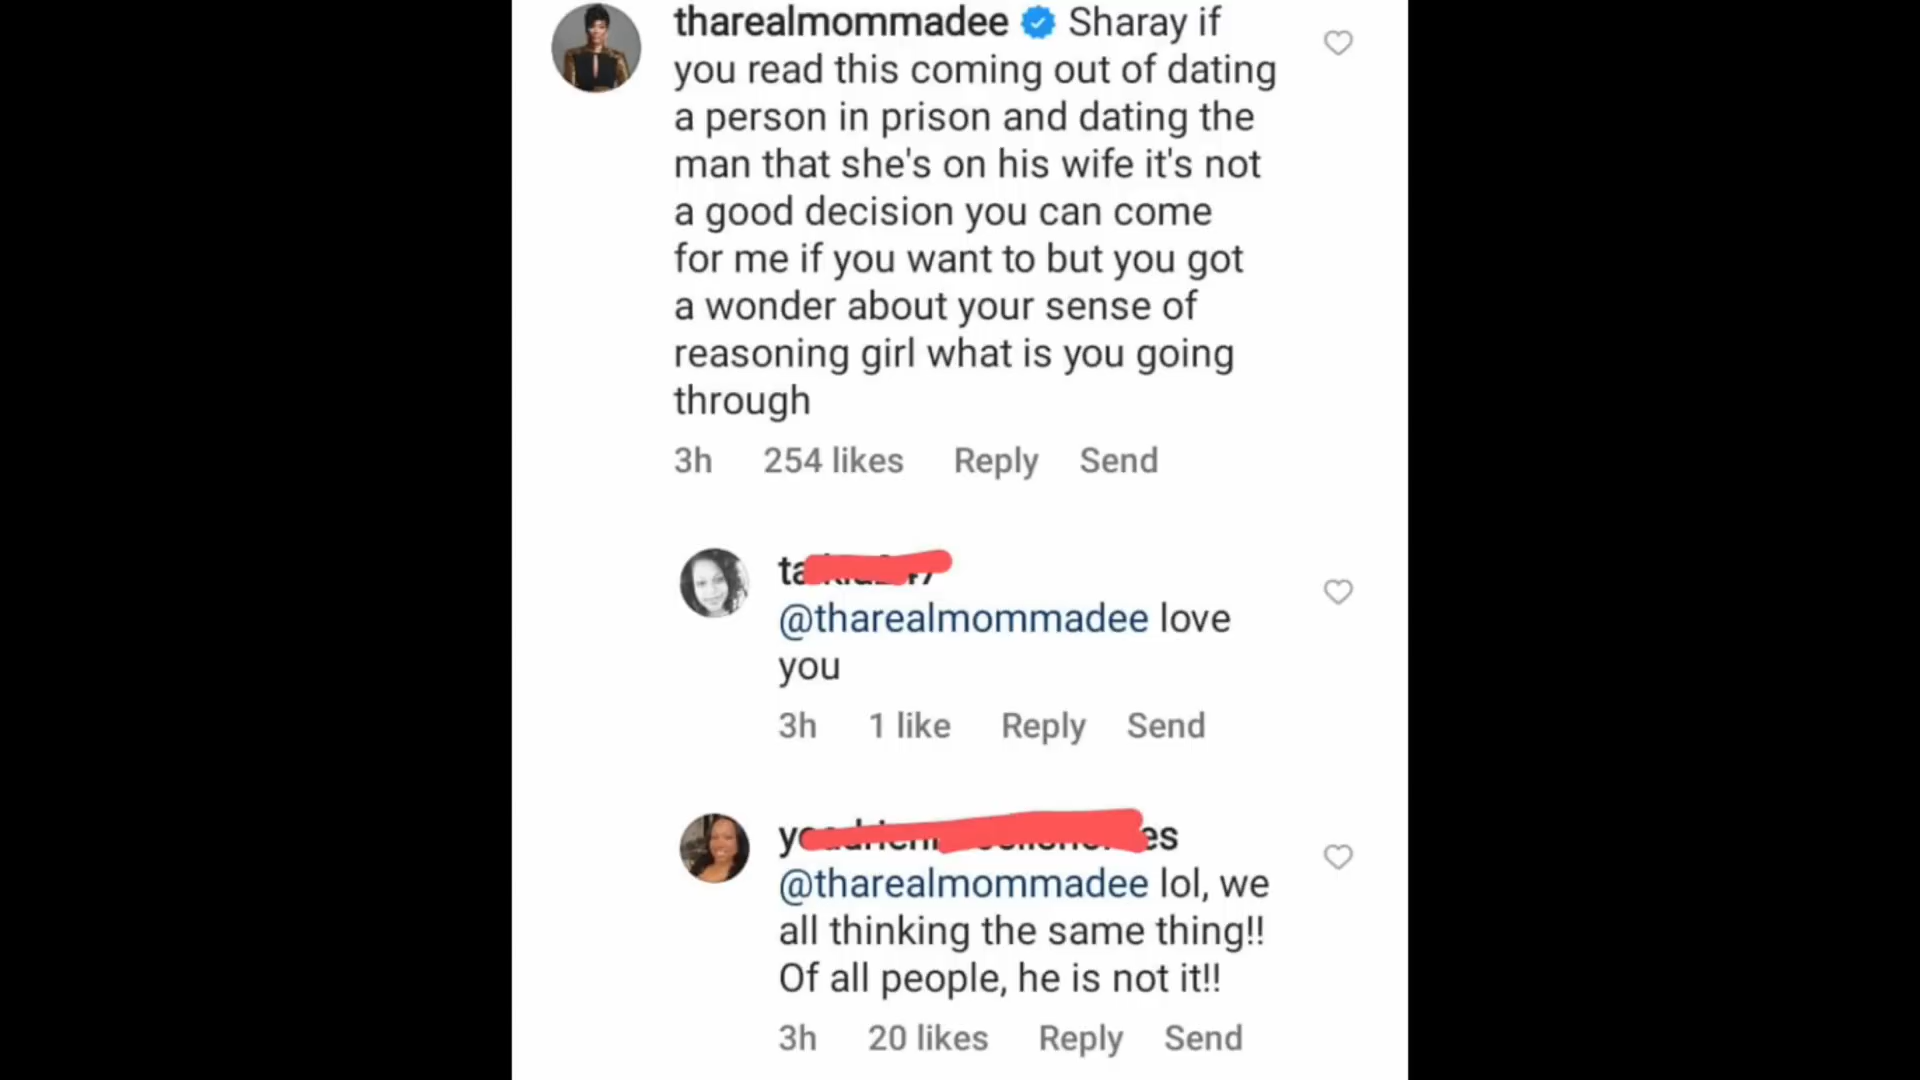 tharealmommadee Sharay if
you read this coming out of dating
a person in prison and dating the
man that she's on his wife it's not
a good decision you can come
for me if you want to but you got
a wonder about your sense of
reasoning girl what is you going
through
3h 254 likes Reply Send
@tharealmommadee love
you
3h 1 like Reply Send
@tharealmommadee lol, we
all thinking the same thing!!
Of all people, he is not it!!
3h 20 likes Reply Send